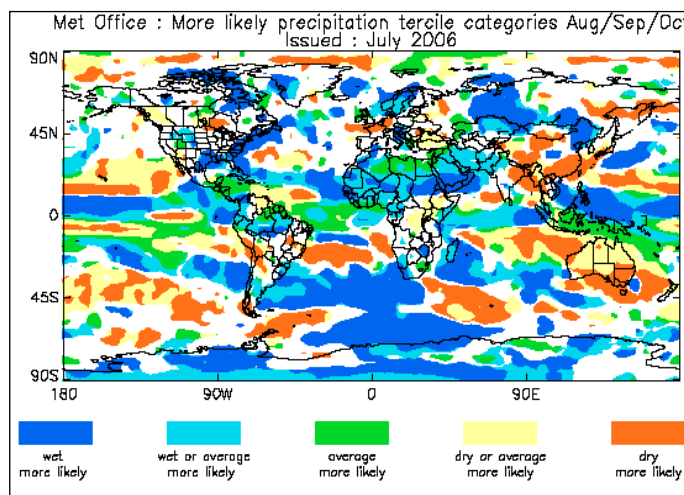 Met Office : More likely precipitation tercile categories Aug/Sep/Oct
Issued : July 2006
90N
45N
0
45S
90S
180 90W 0 90E
wet more likely
wet or average more likely
average more likely
dry or average more likely
dry more likely